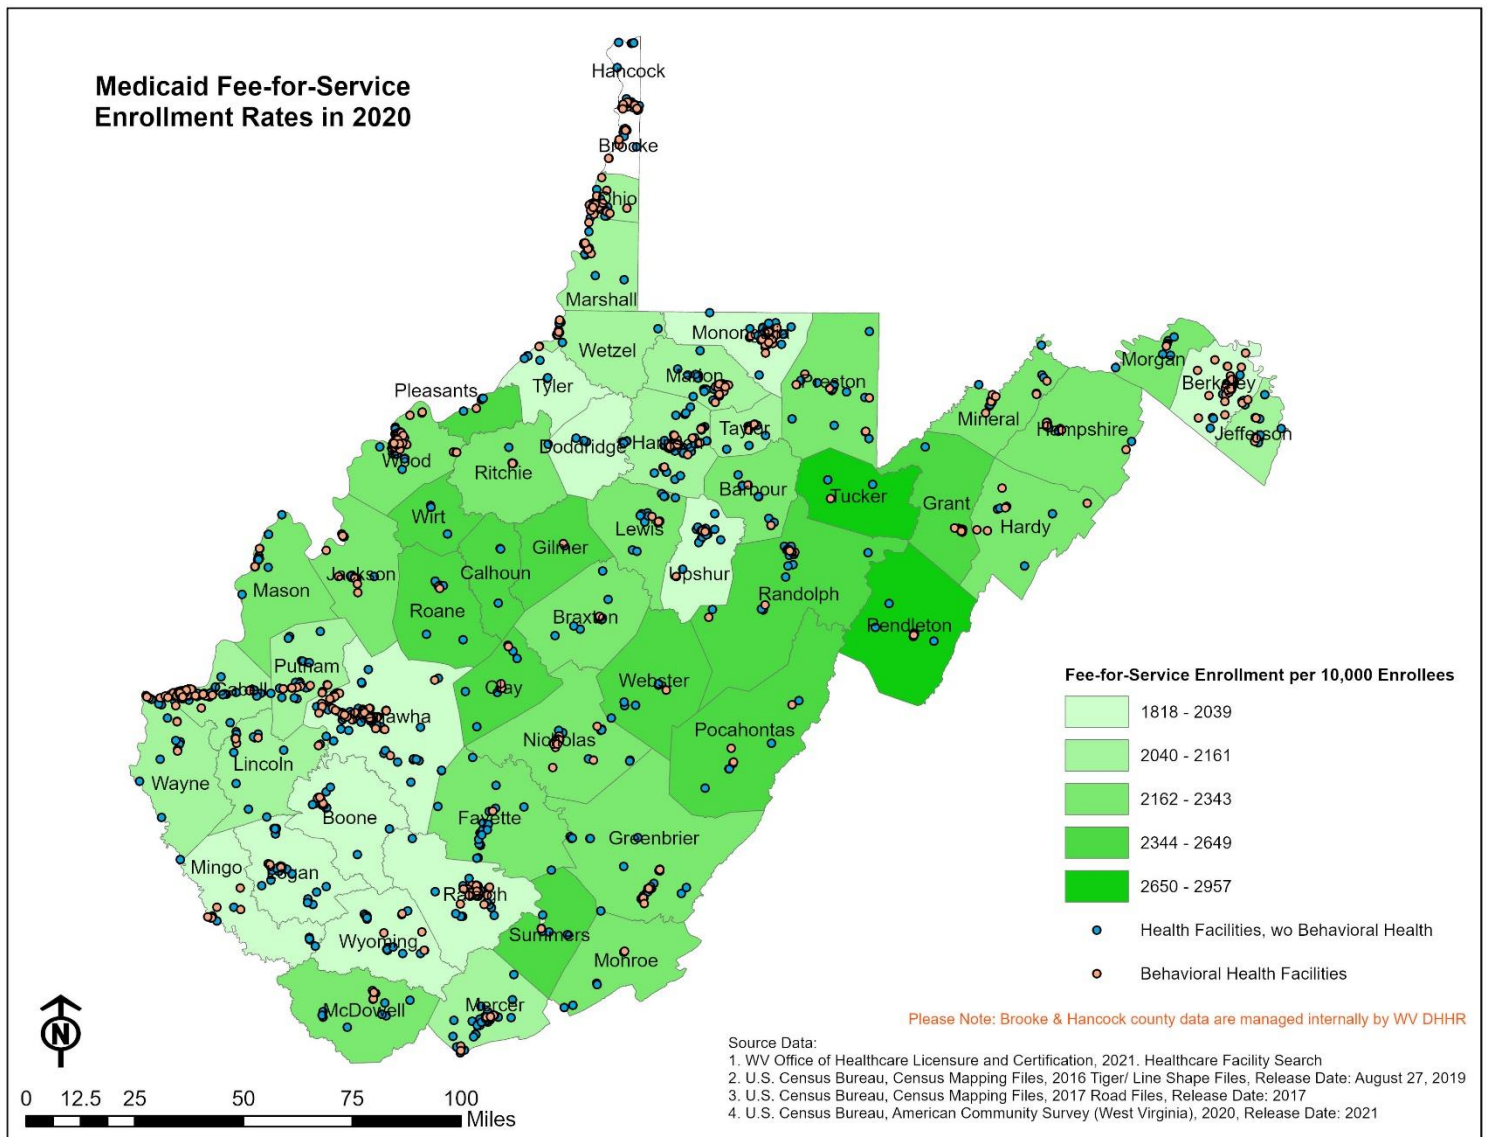 Medicaid Fee-for-Service
Enrollment Rates in 2020
Hancock
Brooke
Ohio
Marshall
Wetzel
Monongalia
Marion
Preston
Tyler
Pleasants
Doddridge
Harrison
Taylor
Wood
Ritchie
Barbour
Tucker
Mineral
Hampshire
Morgan
Berkeley
Jefferson
Grant
Hardy
Wirt
Lewis
Gilmer
Calhoun
Upshur
Randolph
Pendleton
Mason
Jackson
Roane
Braxton
Putnam
Cabell
Kanawha
Clay
Webster
Pocahontas
Nicholas
Wayne
Lincoln
Boone
Fayette
Greenbrier
Mingo
Logan
Raleigh
Wyoming
Summers
Monroe
McDowell
Mercer
Fee-for-Service Enrollment per 10,000 Enrollees
1818 - 2039
2040 - 2161
2162 - 2343
2344 - 2649
2650 - 2957
Health Facilities, wo Behavioral Health
Behavioral Health Facilities
Please Note: Brooke & Hancock county data are managed internally by WV DHHR
Source Data:
1. WV Office of Healthcare Licensure and Certification, 2021. Healthcare Facility Search
2. U.S. Census Bureau, Census Mapping Files, 2016 Tiger/ Line Shape Files, Release Date: August 27, 2019
3. U.S. Census Bureau, Census Mapping Files, 2017 Road Files, Release Date: 2017
4. U.S. Census Bureau, American Community Survey (West Virginia), 2020, Release Date: 2021
N
0 12.5 25 50 75 100
Miles